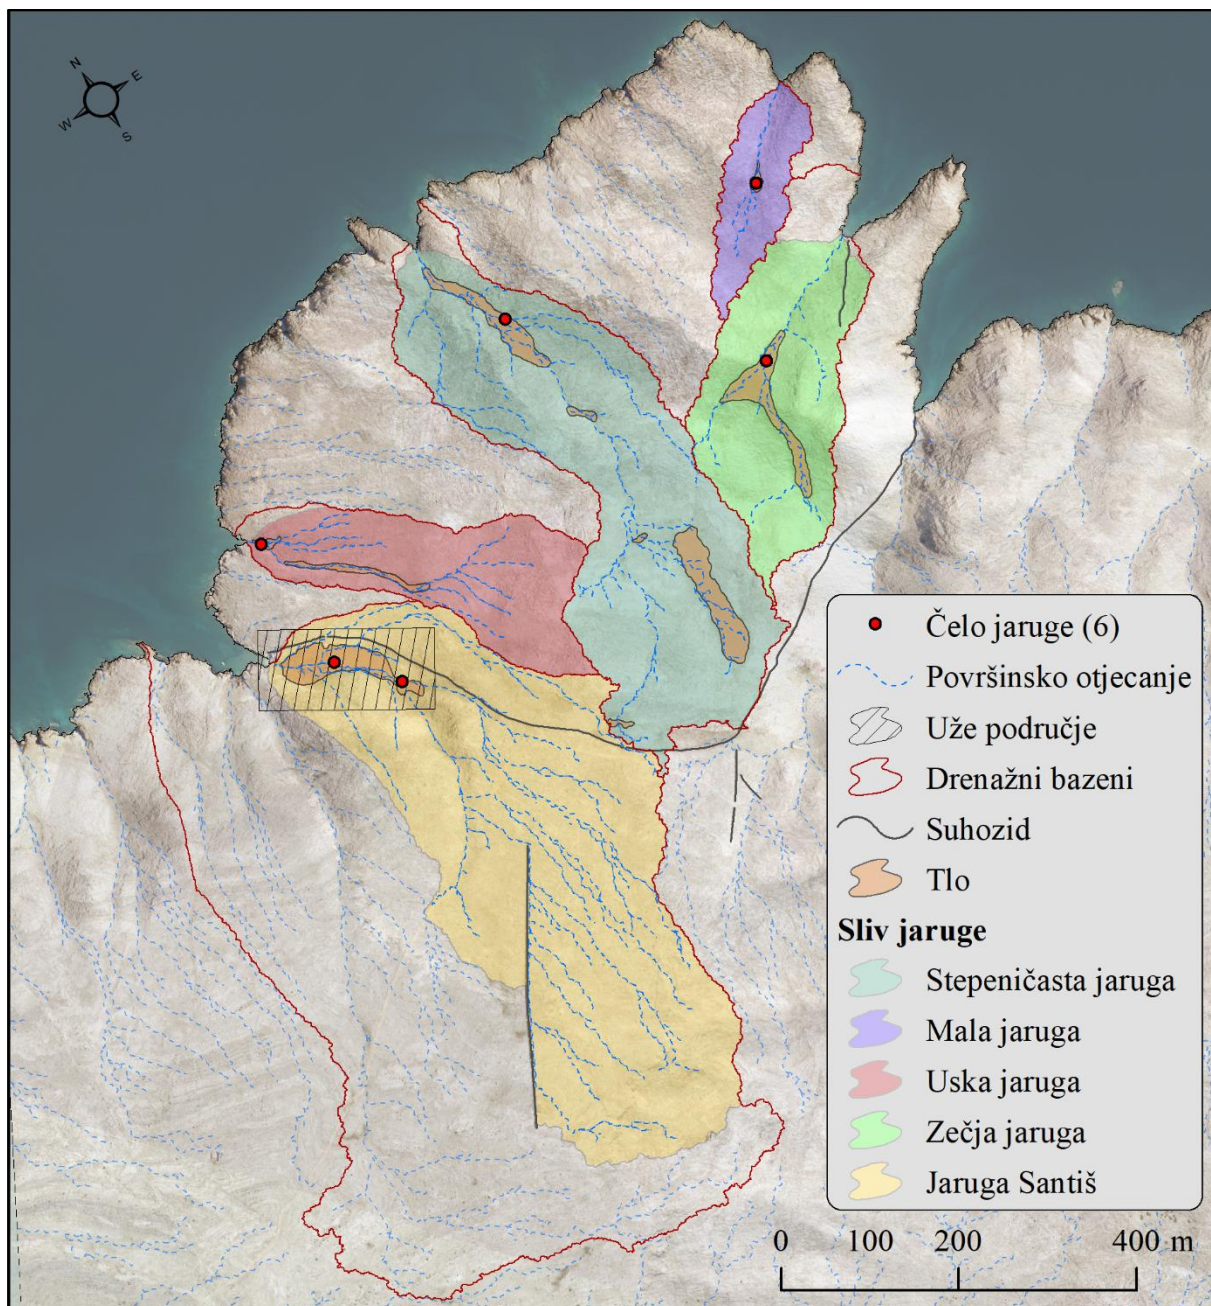 N
E
W
S
Čelo jaruge (6)
Površinsko otjecanje
Uže područje
Drenažni bazeni
Suhozid
Tlo
Sliv jaruge
Stepeničasta jaruga
Mala jaruga
Uska jaruga
Zečja jaruga
Jaruga Santiš
0 100 200 400 m